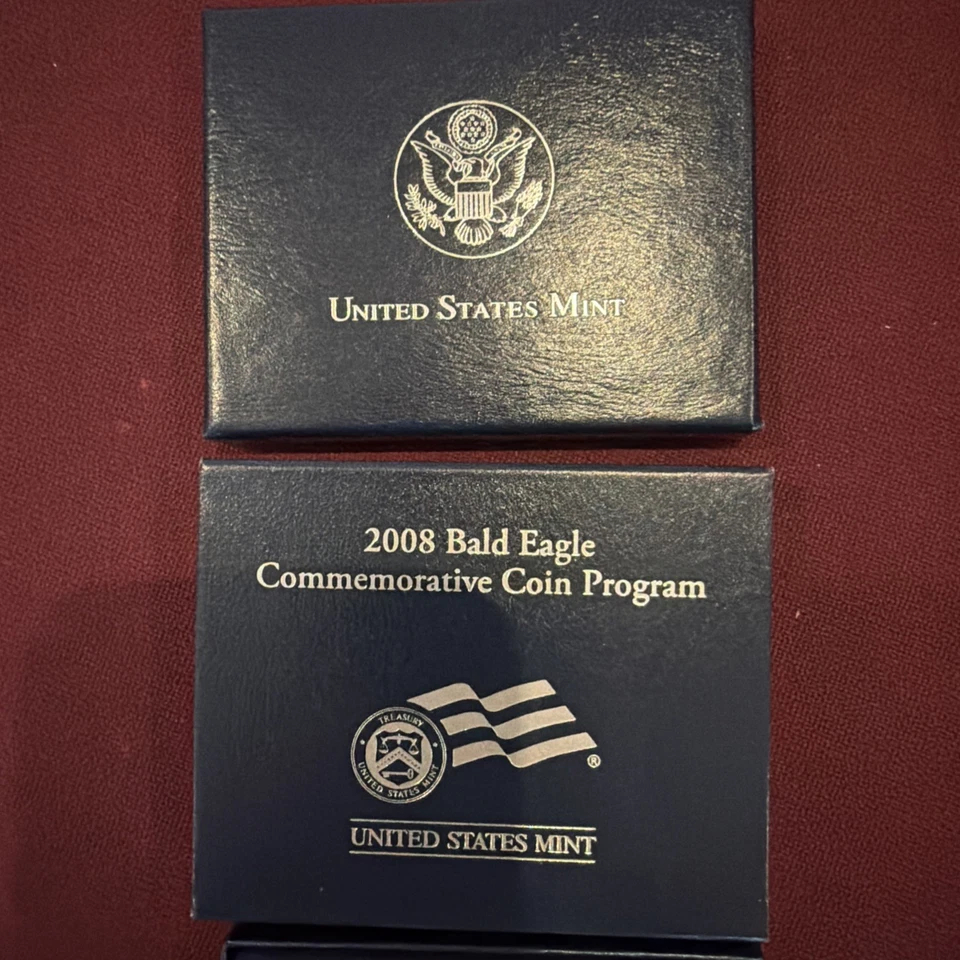 UNITED STATES MINT
2008 Bald Eagle
Commemorative Coin Program
TREASURY
UNITED STATES MINT
®
UNITED STATES MINT